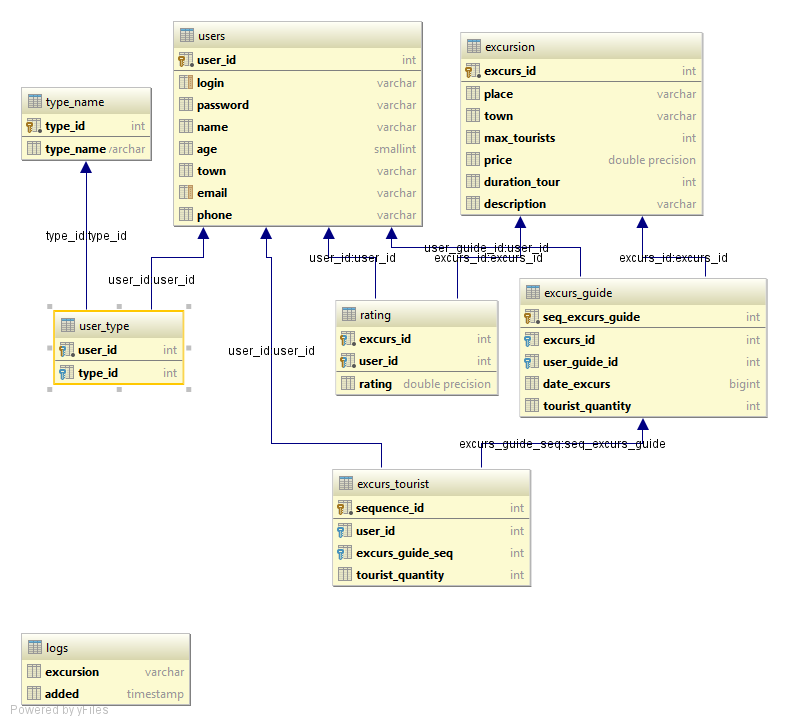 users
user_id int
login varchar
password varchar
name varchar
age smallint
town varchar
email varchar
phone varchar
excursion
excurs_id int
place varchar
town varchar
max_tourists int
price double precision
duration_tour int
description varchar
type_name
type_id int
type_name varchar
type_id:type_id
user_id:user_id
user_id:user_id
user_guide_id:user_id
excurs_id:excurs_id
excurs_id:excurs_id
user_type
user_id int
type_id int
user_id:user_id
rating
excurs_id int
user_id int
rating double precision
excurs_guide
seq_excurs_guide int
excurs_id int
user_guide_id int
date_excurs bigint
tourist_quantity int
excurs_guide_seq:seq_excurs_guide
excurs_tourist
sequence_id int
user_id int
excurs_guide_seq int
tourist_quantity int
logs
excursion varchar
added timestamp
Powered by yFiles